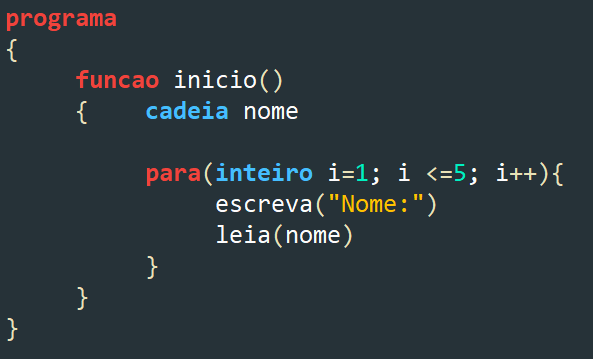 programa
{
funcao inicio()
{ cadeia nome
para(inteiro i=1; i <=5; i++){
escreva("Nome:")
leia(nome)
}
}
}